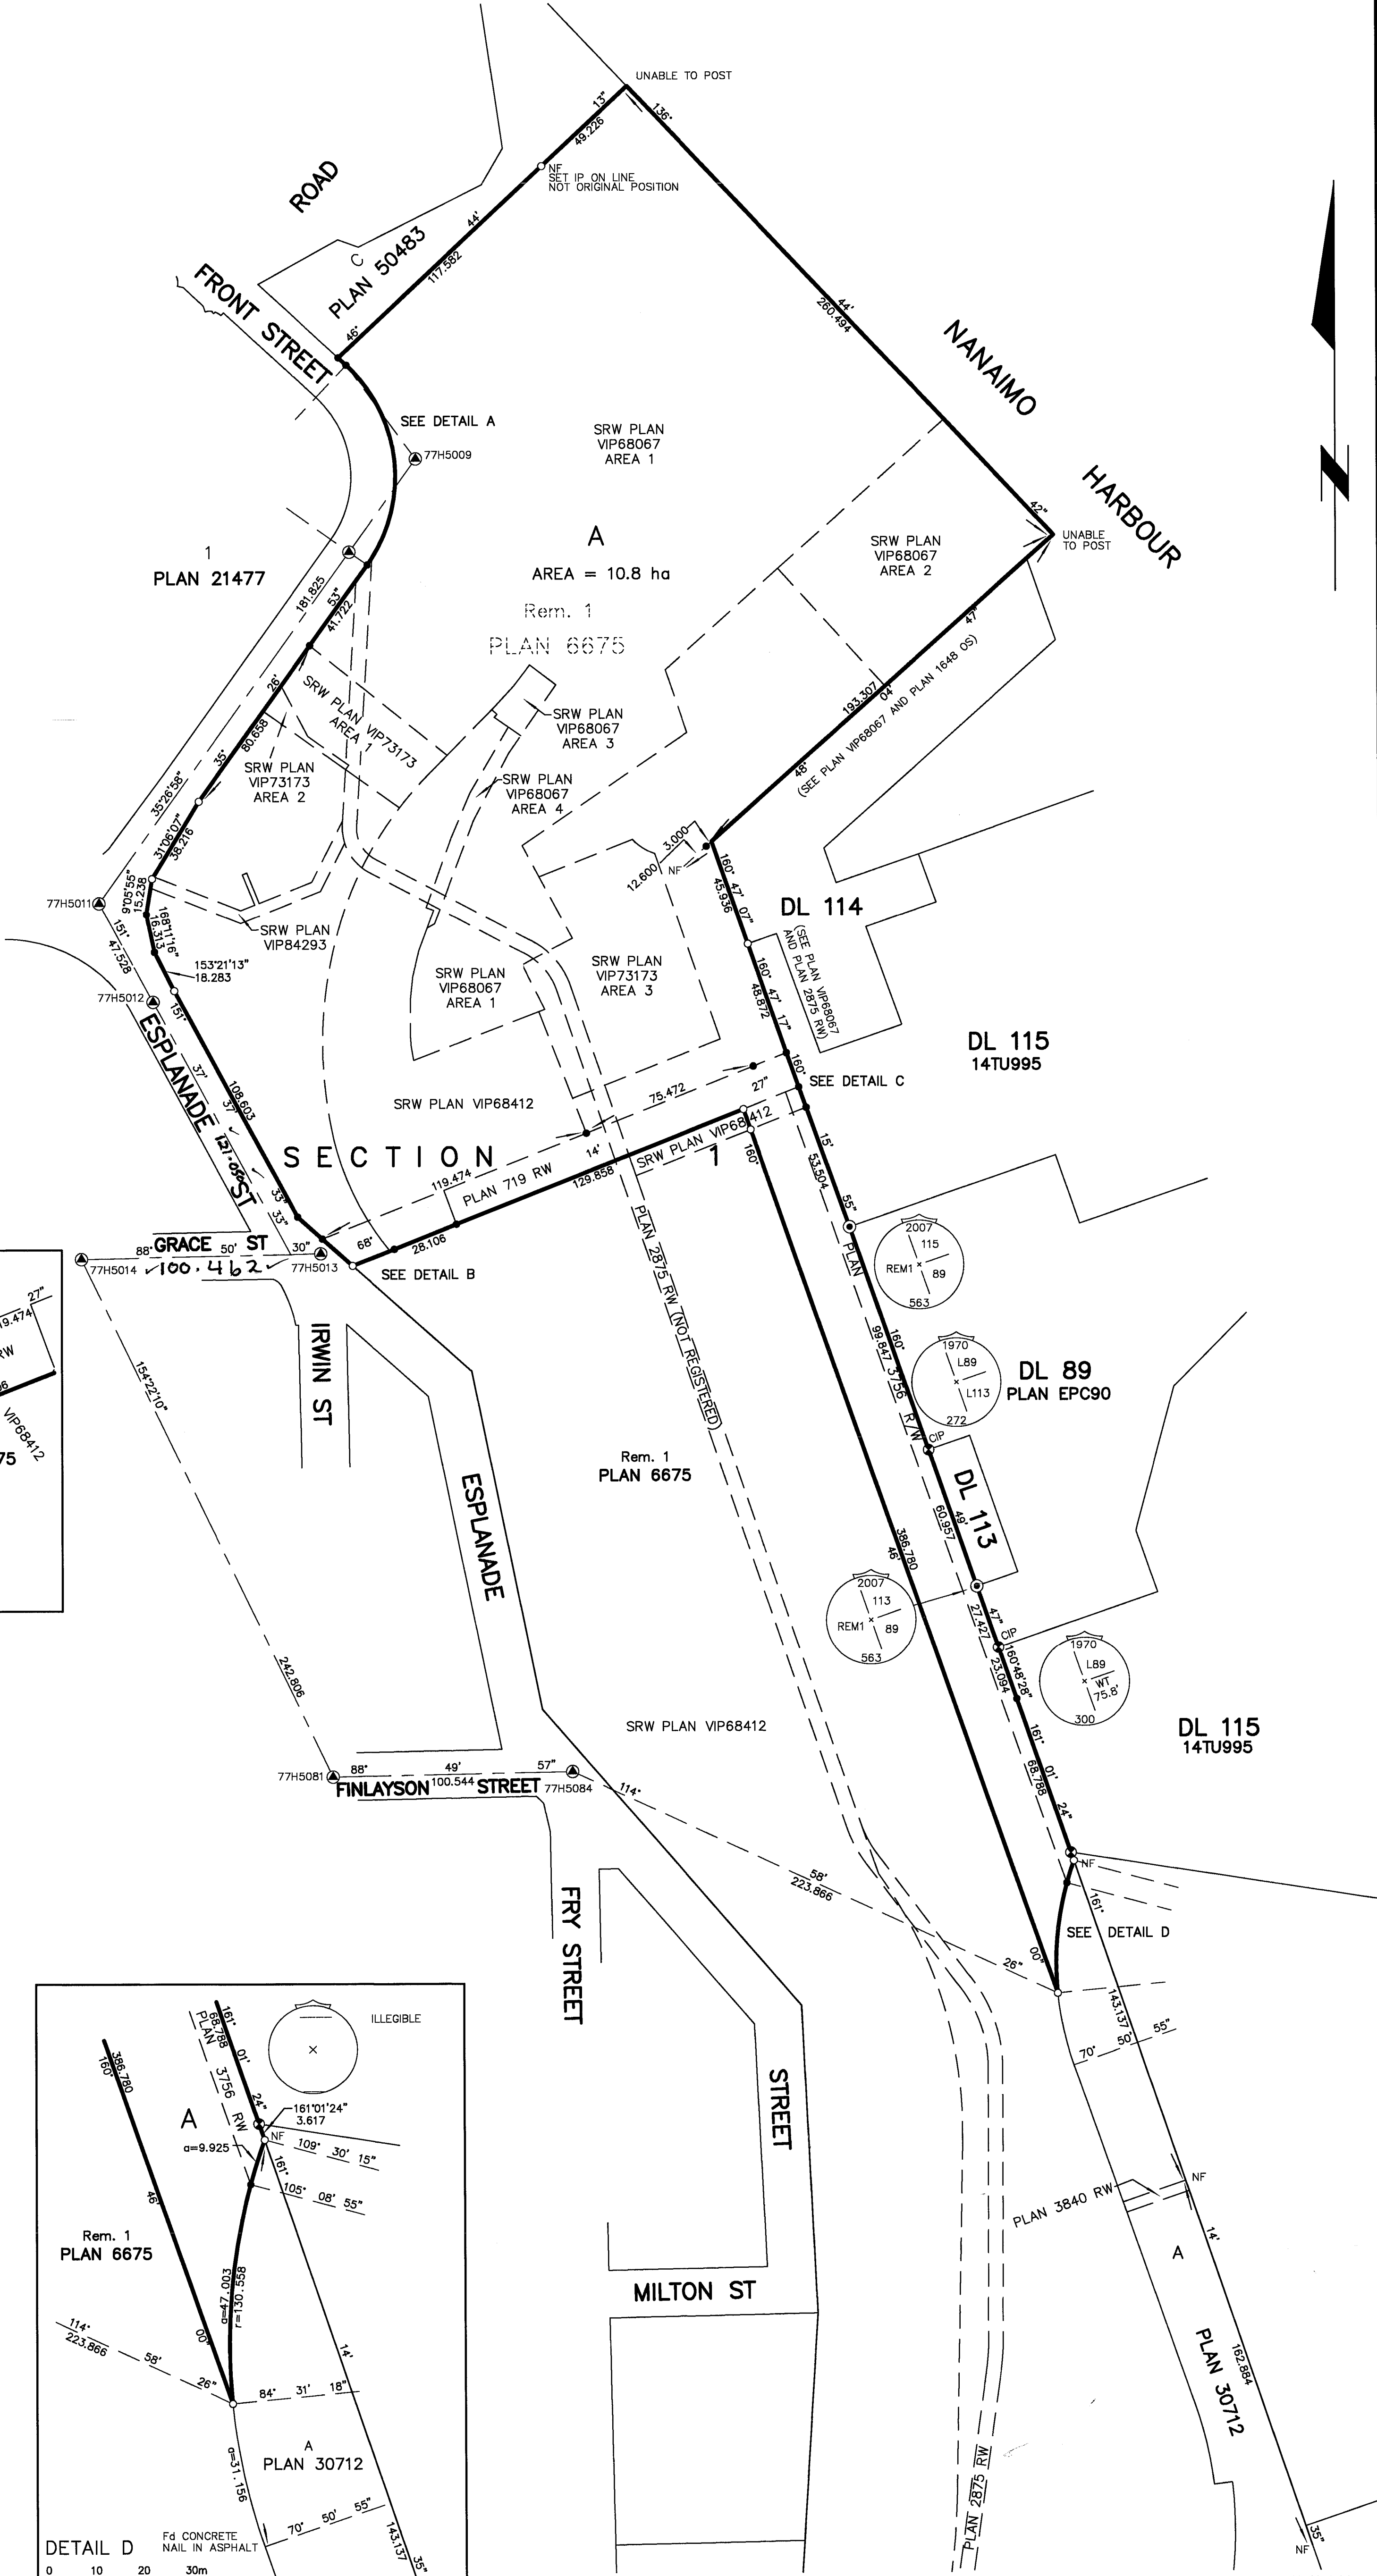 UNABLE TO POST
13"
49.226
136°
NF
SET IP ON LINE
NOT ORIGINAL POSITION
ROAD
44'
C
PLAN 50483
117.582
46'
FRONT STREET
44'
260.494
NANAIMO
HARBOUR
SEE DETAIL A
77H5009
SRW PLAN
VIP68067
AREA 1
42"
UNABLE
TO POST
SRW PLAN
VIP68067
AREA 2
1
PLAN 21477
A
AREA = 10.8 ha
Rem. 1
PLAN 6675
181.825
53"
41.722
26'
47"
193.307
04'
(SEE PLAN VIP68067 AND PLAN 1648 OS)
48°
SRW PLAN VIP73173
AREA 1
SRW PLAN
VIP68067
AREA 3
80.658
35°
SRW PLAN
VIP73173
AREA 2
SRW PLAN
VIP68067
AREA 4
35°26'58"
31°06'07"
38.216
3.000
12.600
NF
160° 47' 07"
45.936
DL 114
(SEE PLAN VIP68067
AND PLAN 2875 RW)
77H5011
9°05'55"
15.238
168°11'16"
16.313
SRW PLAN
VIP84293
151°
47.528
153°21'13"
18.283
77H5012
151°
SRW PLAN
VIP68067
AREA 1
SRW PLAN
VIP73173
AREA 3
160° 47' 17"
48.872
DL 115
14TU995
160°
SEE DETAIL C
ESPLANADE ST
37'
108.603
37'
121.050
SRW PLAN VIP68412
75.472
27"
SECTION 1
SRW PLAN VIP68412
14'
119.474
PLAN 719 RW
129.858
160°
15'
53.504
55"
33"
33"
GRACE ST
88° 50' 30"
77H5014
100.462
77H5013
68°
28.106
SEE DETAIL B
PLAN 2875 RW (NOT REGISTERED)
2007
115
REM1
89
563
PLAN 3756 R/W
160°
99.847
1970
L89
L113
272
DL 89
PLAN EPC90
27"
19.474
RW
VIP68412
75
IRWIN ST
154°22'10"
CIP
DL 113
49'
60.957
Rem. 1
PLAN 6675
ESPLANADE
386.780
46'
2007
113
REM1
89
563
47"
27.427
CIP
160°48'28"
23.094
1970
L89
WT
75.8'
300
242.806
SRW PLAN VIP68412
DL 115
14TU995
161°
01'
68.788
24"
77H5081
88° 49' 57"
FINLAYSON STREET
100.544
77H5084
114°
58'
223.866
26"
00"
NF
161°
SEE DETAIL D
FRY STREET
143.137
70° 50' 55"
STREET
NF
PLAN 3840 RW
14'
A
MILTON ST
PLAN 30712
162.884
PLAN 2875 RW
35"
NF
ILLEGIBLE
161°
68.788
01'
PLAN 3756 RW
24"
386.780
160°
A
161°01'24"
3.617
a=9.925
NF
109° 30' 15"
161°
105° 08' 55"
46'
Rem. 1
PLAN 6675
a=47.003
r=130.558
114°
223.866
58'
26"
00"
14'
84° 31' 18"
A
PLAN 30712
a=31.156
70° 50' 55"
143.137
35"
DETAIL D
Fd CONCRETE
NAIL IN ASPHALT
0 10 20 30m